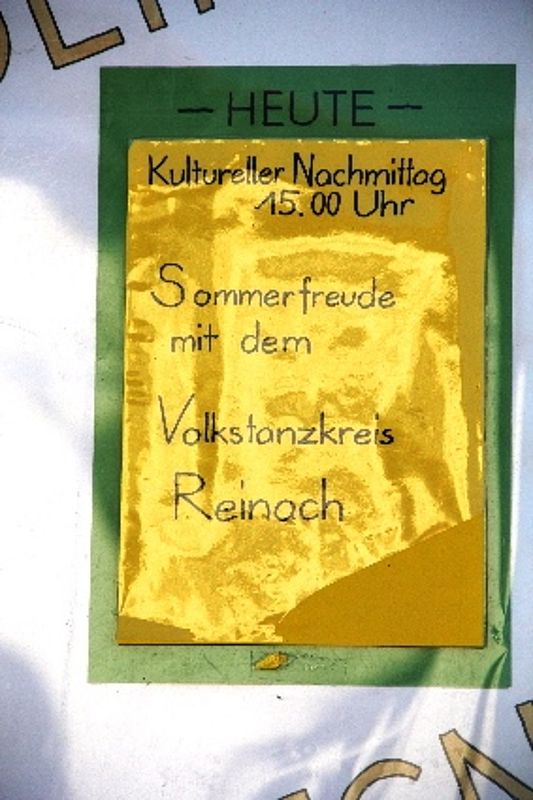 — HEUTE —
Kultureller Nachmittag
15.00 Uhr
Sommerfreude
mit dem
Volkstanzkreis
Reinach